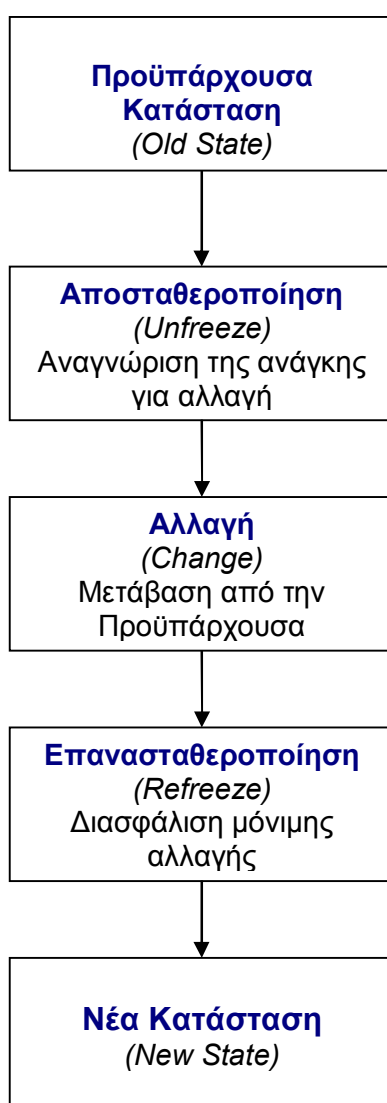 Προϋπάρχουσα
Κατάσταση
(Old State)
Αποσταθεροποίηση
(Unfreeze)
Αναγνώριση της ανάγκης
για αλλαγή
Αλλαγή
(Change)
Μετάβαση από την
Προϋπάρχουσα
Επανασταθεροποίηση
(Refreeze)
Διασφάλιση μόνιμης
αλλαγής
Νέα Κατάσταση
(New State)